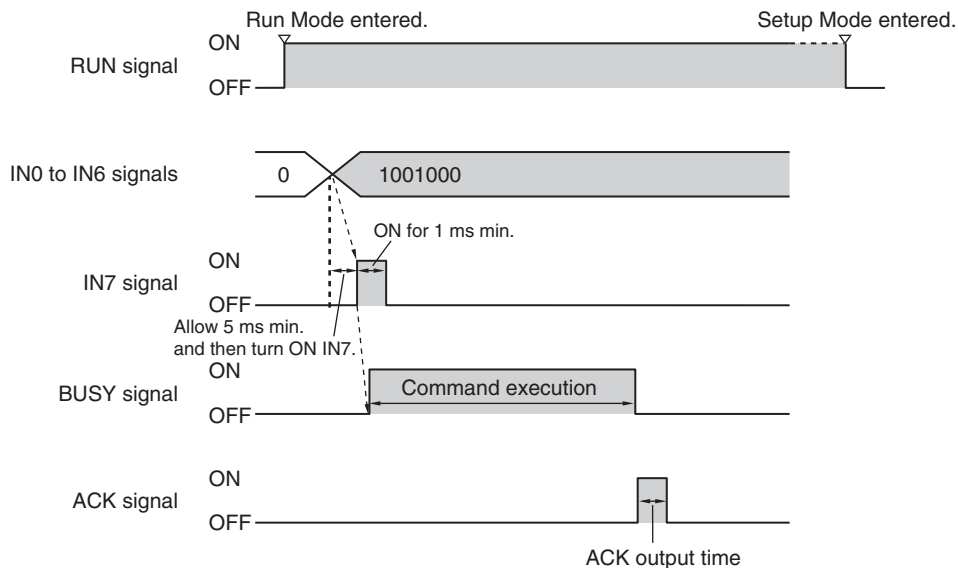 Run Mode entered.
Setup Mode entered.
RUN signal
ON
OFF
IN0 to IN6 signals
0
1001000
ON for 1 ms min.
IN7 signal
ON
OFF
Allow 5 ms min.
and then turn ON IN7.
BUSY signal
ON
OFF
Command execution
ACK signal
ON
OFF
ACK output time